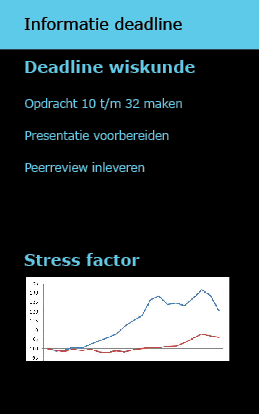 Informatie deadline
Deadline wiskunde
Opdracht 10 t/m 32 maken
Presentatie voorbereiden
Peerreview inleveren
Stress factor